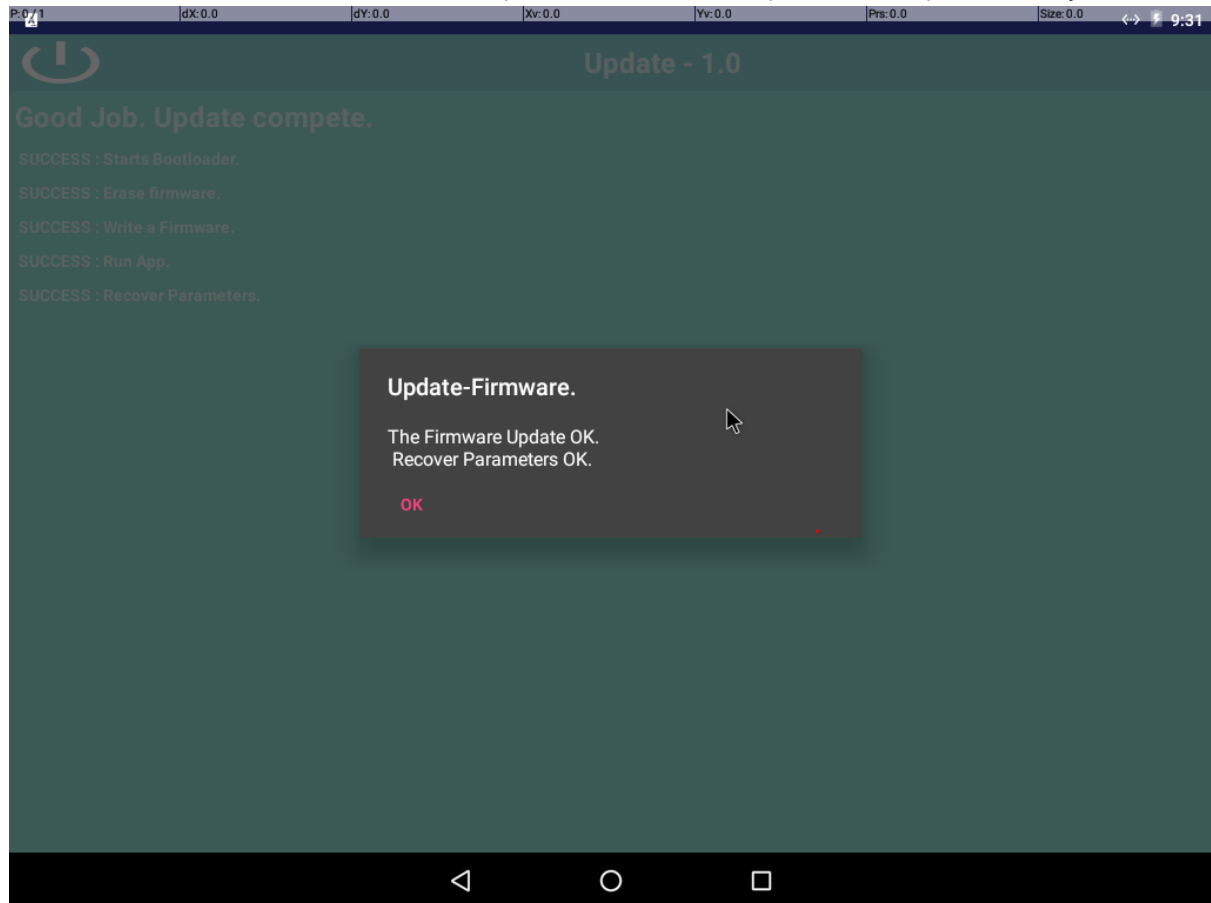 P: 0 / 1 dX: 0.0 dY: 0.0 Xv: 0.0 Yv: 0.0 Prs: 0.0 Size: 0.0 9:31
Update - 1.0
Good Job. Update compete.
SUCCESS : Starts Bootloader.
SUCCESS : Erase firmware.
SUCCESS : Write a Firmware.
SUCCESS : Run App.
SUCCESS : Recover Parameters.
Update-Firmware.
The Firmware Update OK.
Recover Parameters OK.
OK